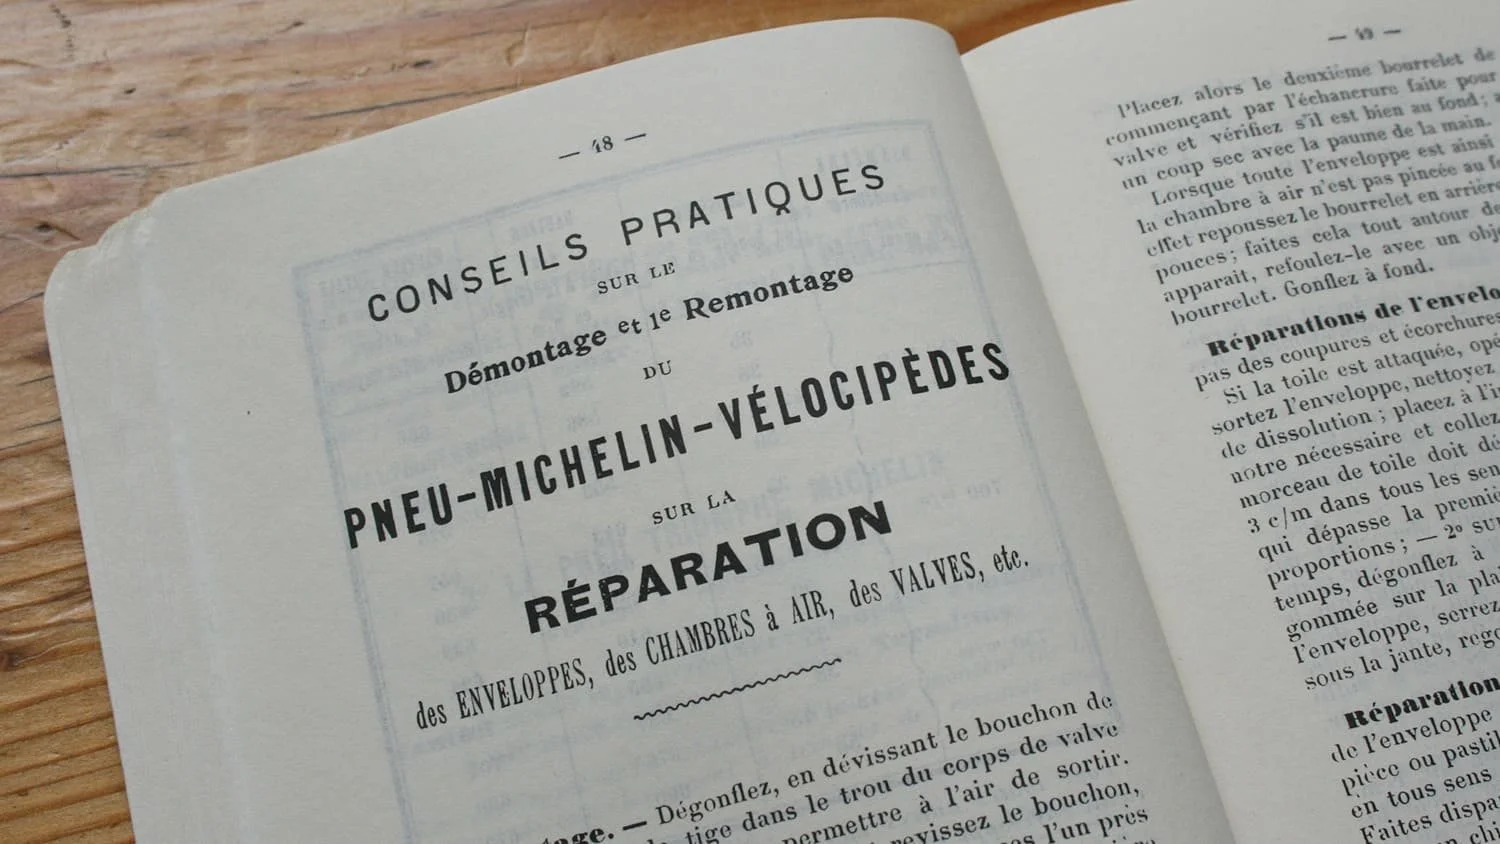 — 48 —
CONSEILS PRATIQUES
SUR LE
Démontage et le Remontage
DU
PNEU-MICHELIN-VÉLOCIPÈDES
SUR LA
RÉPARATION
des ENVELOPPES, des CHAMBRES à AIR, des VALVES, etc.
— Dégonflez, en dévissant le bouchon de
tige dans le trou du corps de valve
permettre à l'air de sortir.
revissez le bouchon,
l'un près
— 49 —
Placez alors le deuxième bourrelet de
commençant par l'échancrure faite pour
valve et vérifiez s'il est bien au fond;
un coup sec avec la paume de la main.
Lorsque toute l'enveloppe est ainsi
la chambre à air n'est pas pincée au
effet repoussez le bourrelet en arrière
pouces; faites cela tout autour de
apparait, refoulez-le avec un
bourrelet. Gonflez à fond.
Réparations de
pas des coupures et écorchures
Si la toile est attaquée,
sortez l'enveloppe, nettoyez
de dissolution; placez à
notre nécessaire et collez
morceau de toile doit
3 c/m dans tous les
qui dépasse la
proportions; — 2º
temps, dégonflez à
gommée sur la
l'enveloppe, serrez
sous la jante,
Réparation
de l'enveloppe
pièce ou
en tous sens
Faites